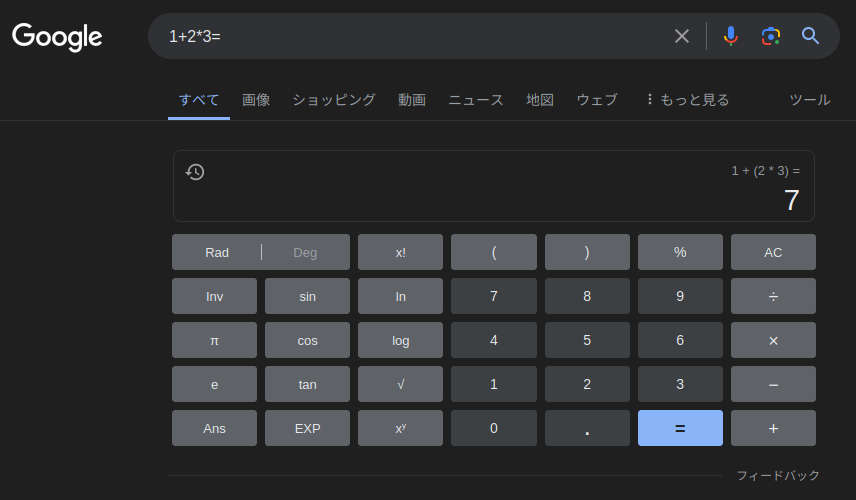 Google 1+2*3=
すべて 画像 ショッピング 動画 ニュース 地図 ウェブ もっと見る ツール
1 + (2 * 3) =
7
Rad Deg x! ( ) % AC
Inv sin ln 7 8 9 ÷
π cos log 4 5 6 ×
e tan √ 1 2 3 −
Ans EXP xʸ 0 . = +
フィードバック